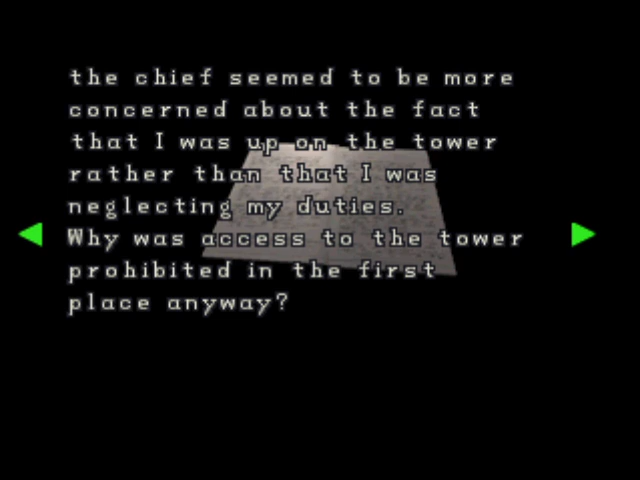 the chief seemed to be more
concerned about the fact
that I was up on the tower
rather than that I was
neglecting my duties.
Why was access to the tower
prohibited in the first
place anyway?